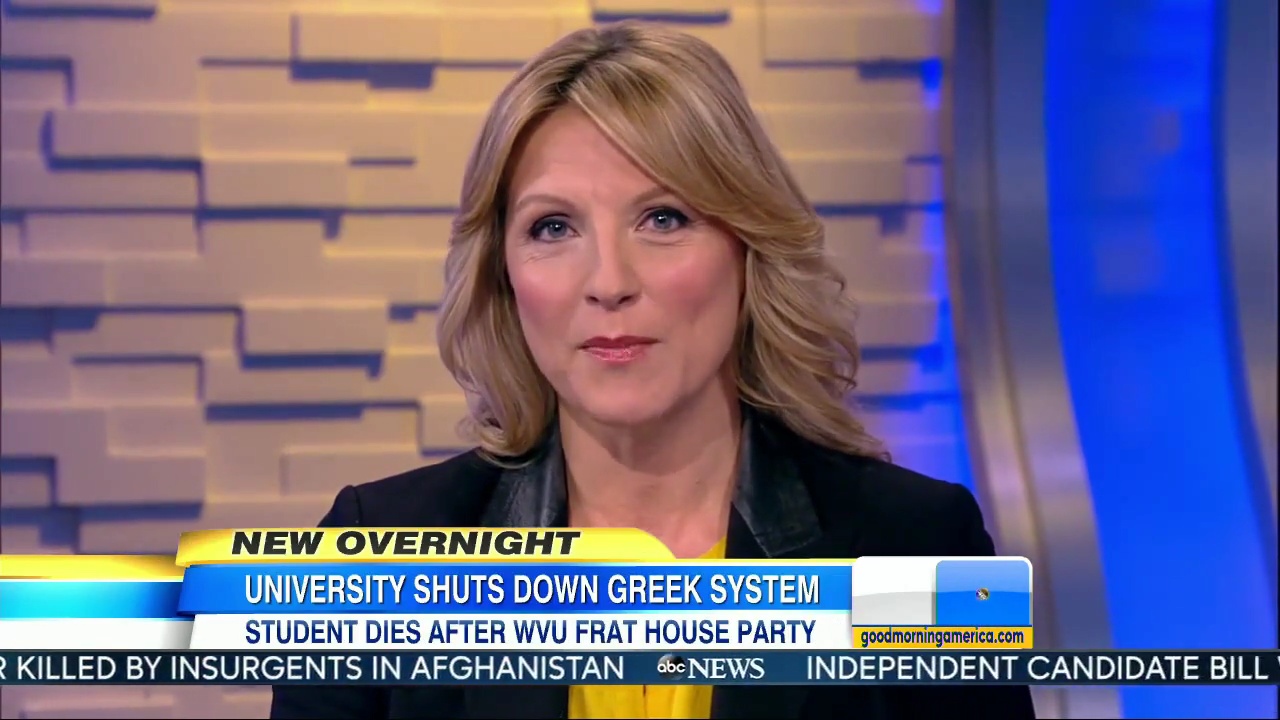 NEW OVERNIGHT
UNIVERSITY SHUTS DOWN GREEK SYSTEM
STUDENT DIES AFTER WVU FRAT HOUSE PARTY
goodmorningamerica.com
R KILLED BY INSURGENTS IN AFGHANISTAN abc NEWS INDEPENDENT CANDIDATE BILL